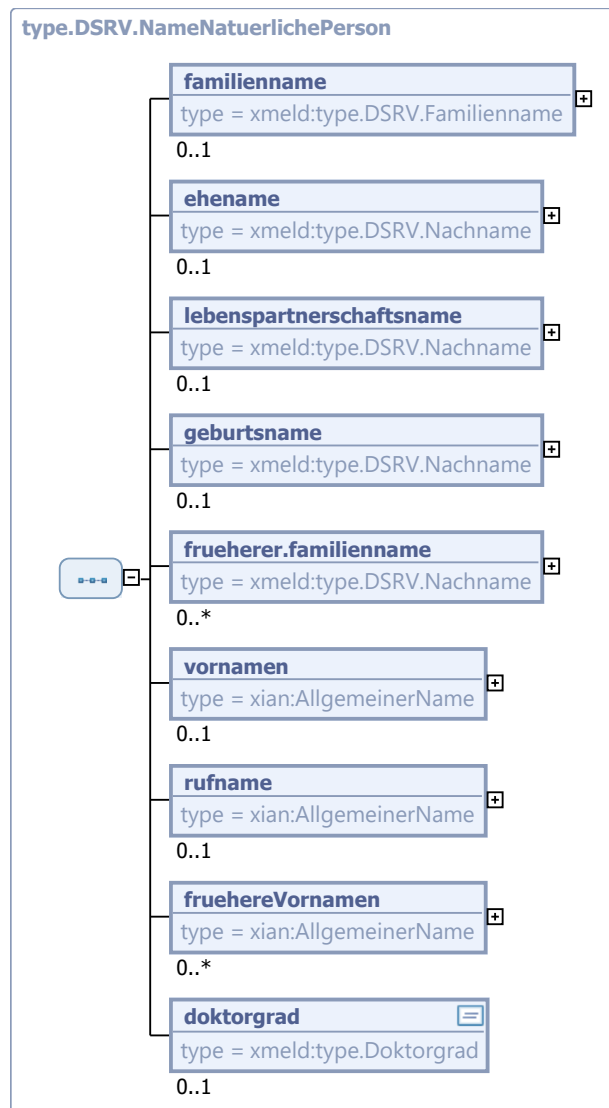 type.DSRV.NameNatuerlichePerson
familienname
type = xmeld:type.DSRV.Familienname
0..1
ehename
type = xmeld:type.DSRV.Nachname
0..1
lebenspartnerschaftsname
type = xmeld:type.DSRV.Nachname
0..1
geburtsname
type = xmeld:type.DSRV.Nachname
0..1
frueherer.familienname
type = xmeld:type.DSRV.Nachname
0..*
vornamen
type = xian:AllgemeinerName
0..1
rufname
type = xian:AllgemeinerName
0..1
fruehereVornamen
type = xian:AllgemeinerName
0..*
doktorgrad
type = xmeld:type.Doktorgrad
0..1